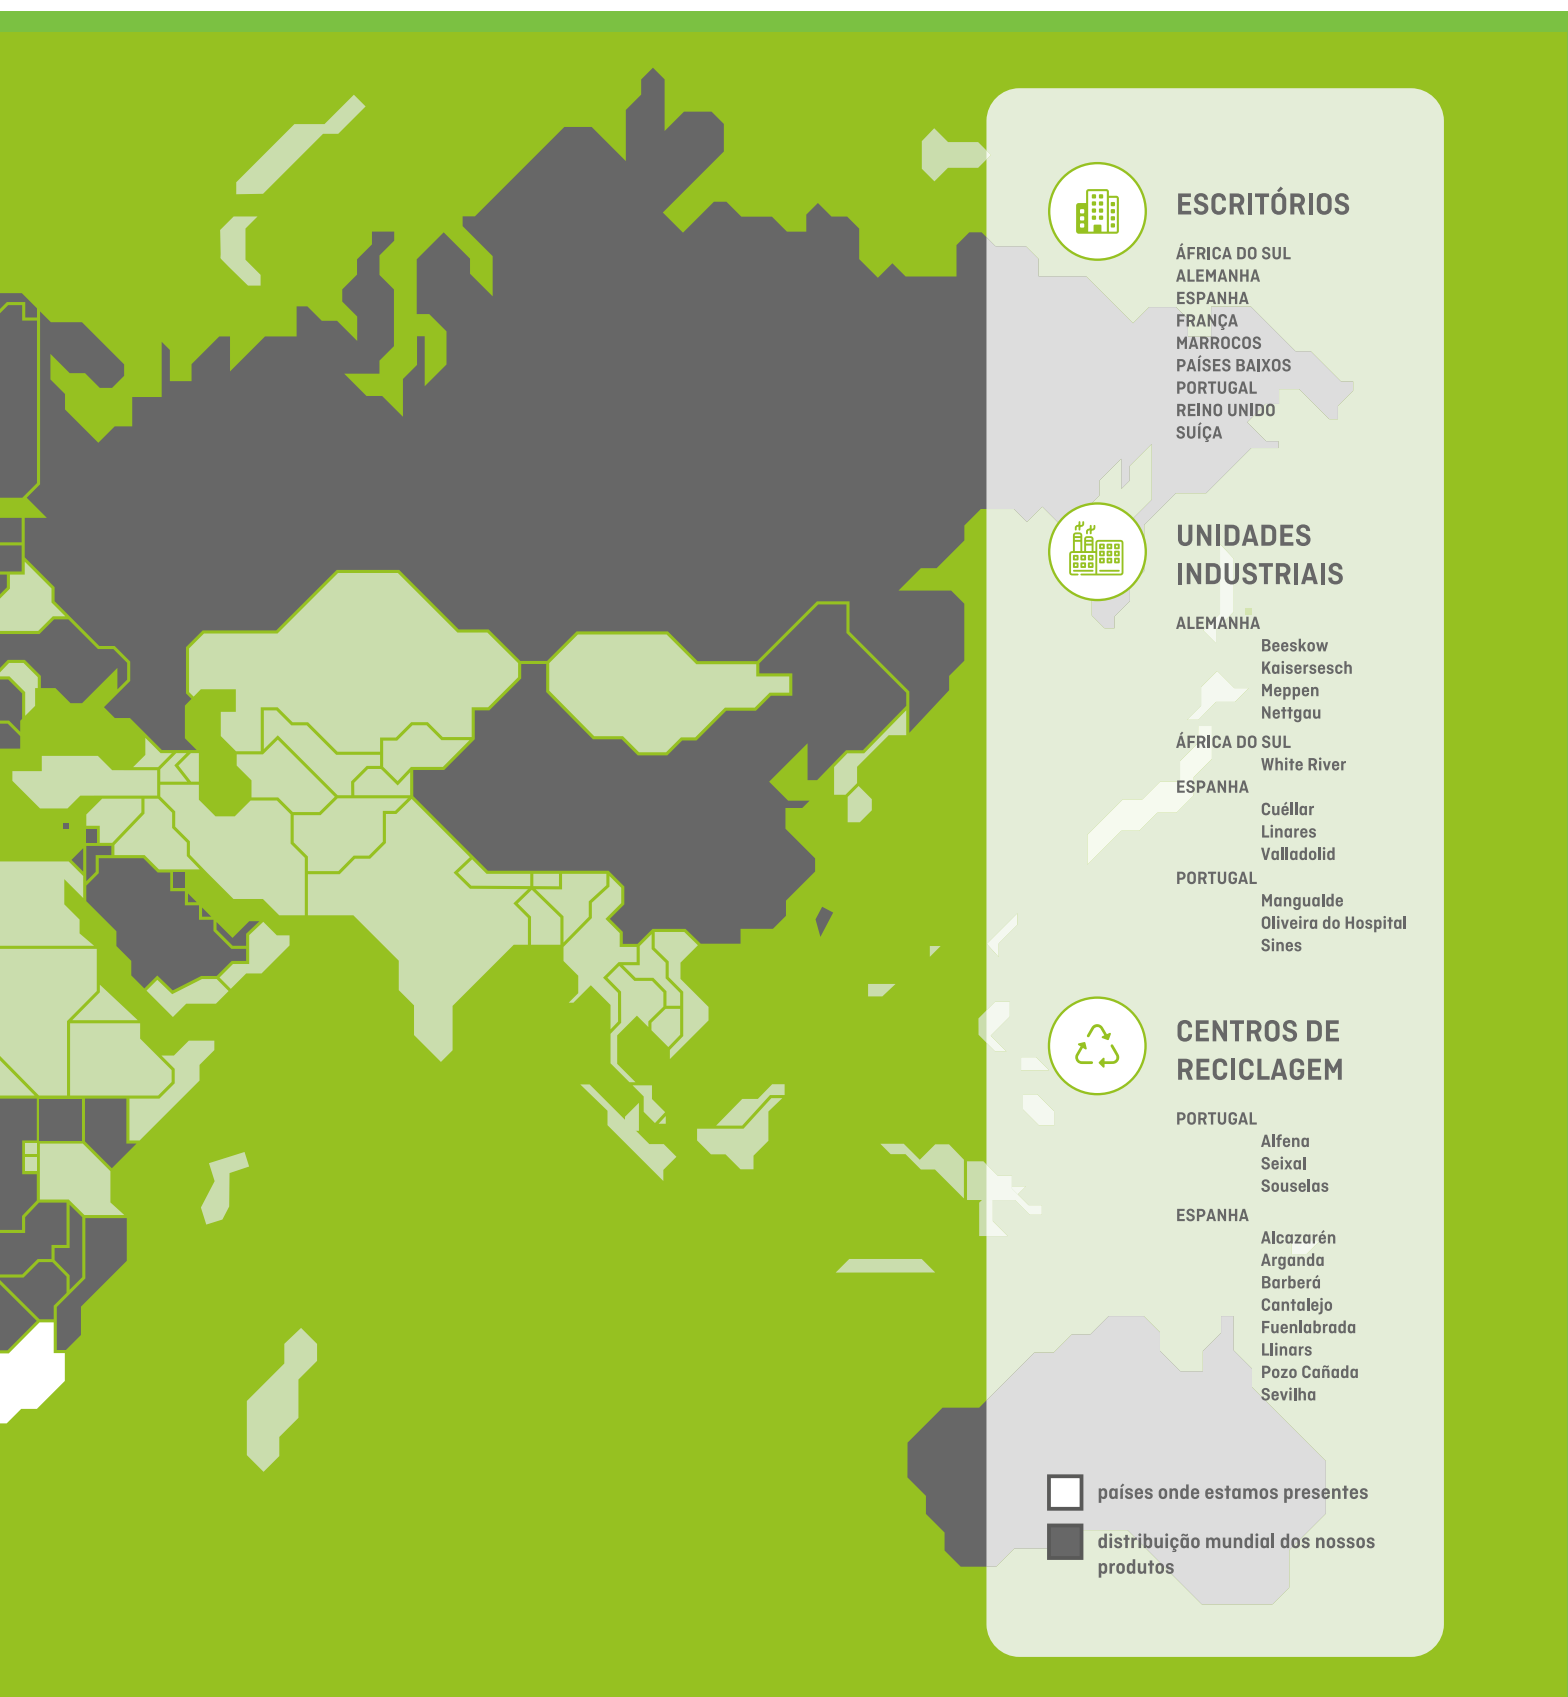 ESCRITÓRIOS
ÁFRICA DO SUL
ALEMANHA
ESPANHA
FRANÇA
MARROCOS
PAÍSES BAIXOS
PORTUGAL
REINO UNIDO
SUÍÇA
UNIDADES
INDUSTRIAIS
ALEMANHA
Beeskow
Kaisersesch
Meppen
Nettgau
ÁFRICA DO SUL
White River
ESPANHA
Cuéllar
Linares
Valladolid
PORTUGAL
Mangualde
Oliveira do Hospital
Sines
CENTROS DE
RECICLAGEM
PORTUGAL
Alfena
Seixal
Souselas
ESPANHA
Alcazarén
Arganda
Barberá
Cantalejo
Fuenlabrada
Llinars
Pozo Cañada
Sevilha
países onde estamos presentes
distribuição mundial dos nossos
produtos